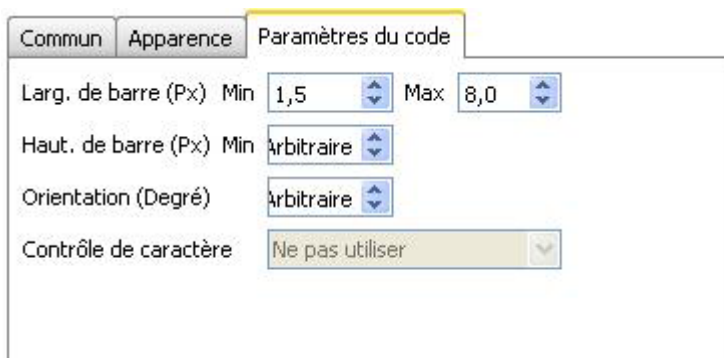 Commun Apparence Paramètres du code
Larg. de barre (Px) Min 1,5 Max 8,0
Haut. de barre (Px) Min Arbitraire
Orientation (Degré) Arbitraire
Contrôle de caractère Ne pas utiliser